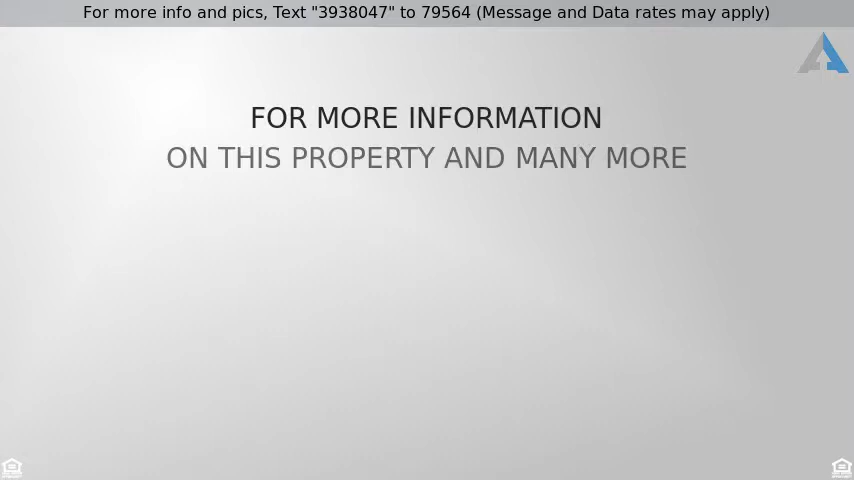 For more info and pics, Text "3938047" to 79564 (Message and Data rates may apply)
FOR MORE INFORMATION
ON THIS PROPERTY AND MANY MORE